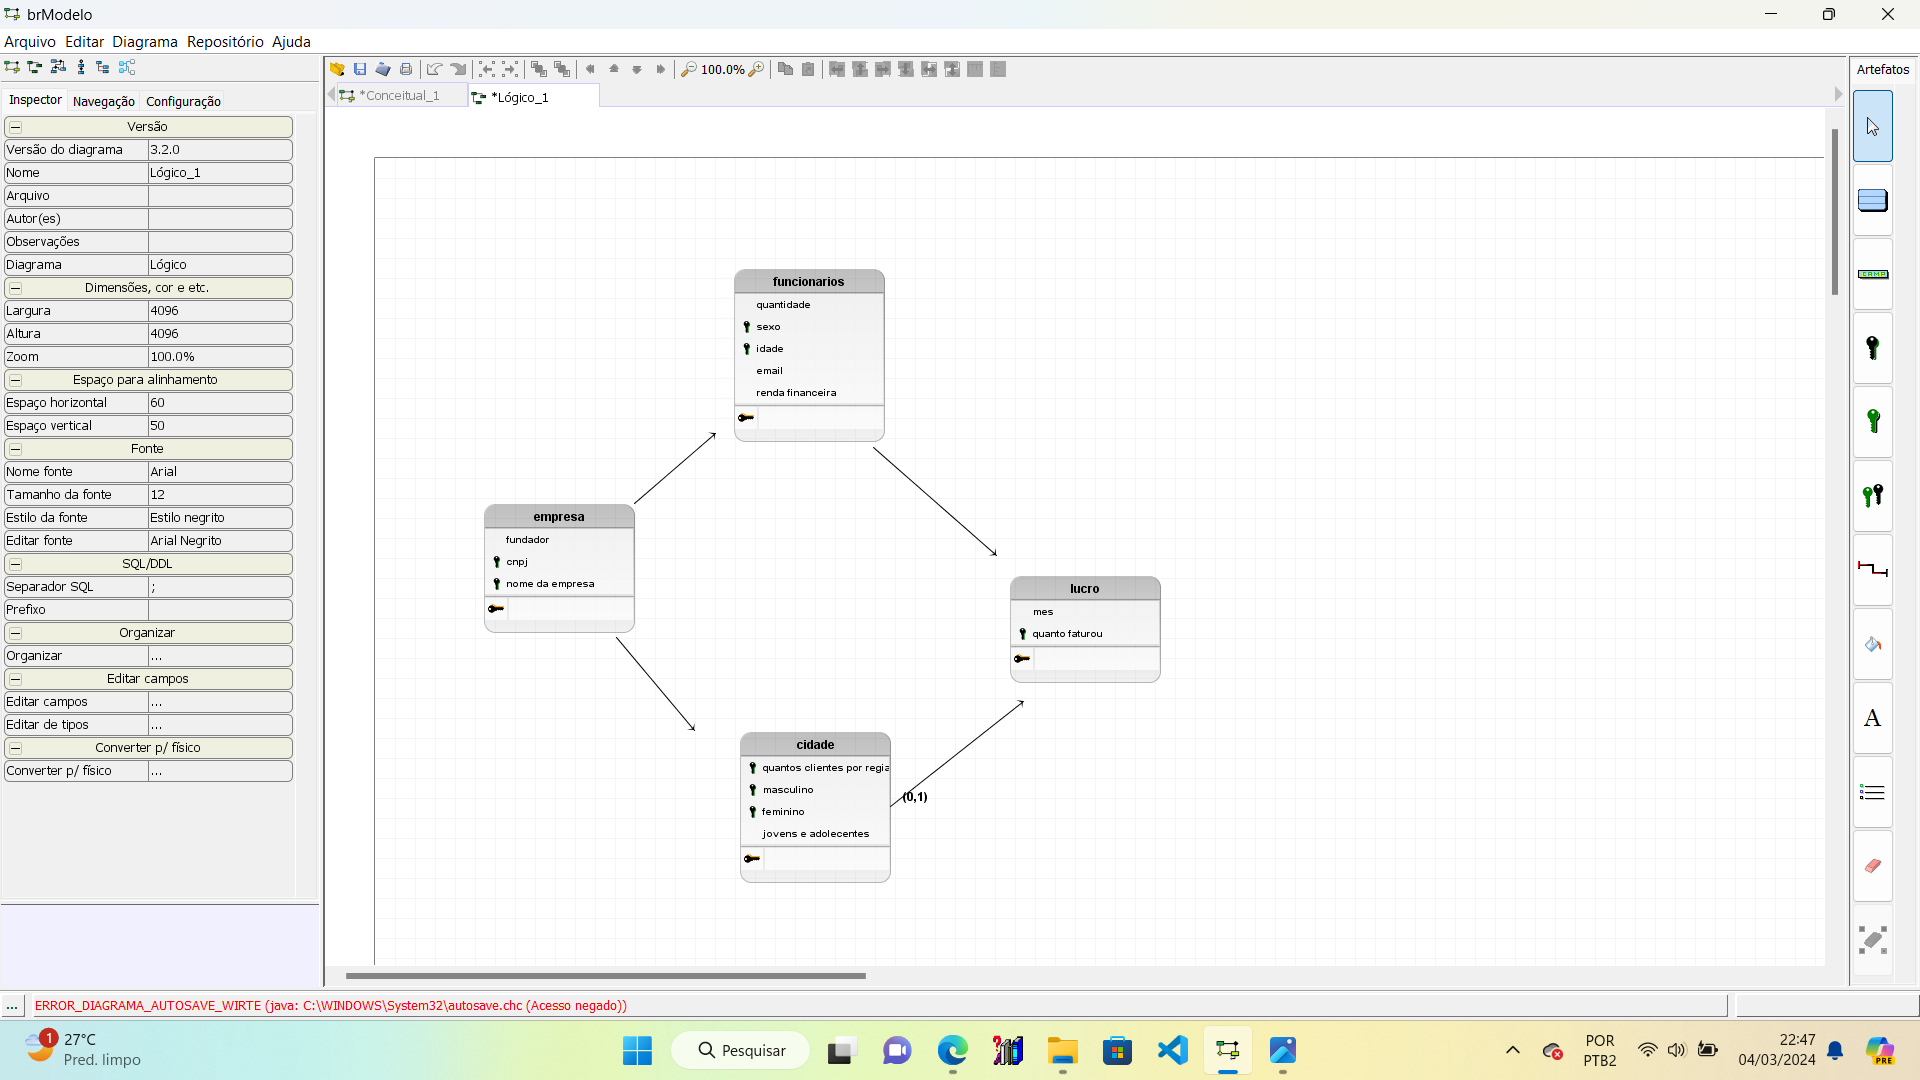 brModelo
Arquivo Editar Diagrama Repositório Ajuda
100.0%
Artefatos
Inspector Navegação Configuração
*Conceitual_1 *Lógico_1
Versão
Versão do diagrama 3.2.0
Nome Lógico_1
Arquivo
Autor(es)
Observações
Diagrama Lógico
Dimensões, cor e etc.
Largura 4096
Altura 4096
Zoom 100.0%
Espaço para alinhamento
Espaço horizontal 60
Espaço vertical 50
Fonte
Nome fonte Arial
Tamanho da fonte 12
Estilo da fonte Estilo negrito
Editar fonte Arial Negrito
SQL/DDL
Separador SQL ;
Prefixo
Organizar
Organizar ...
Editar campos
Editar campos ...
Editar de tipos ...
Converter p/ físico
Converter p/ físico ...
funcionarios
quantidade
sexo
idade
email
renda financeira
empresa
fundador
cnpj
nome da empresa
lucro
mes
quanto faturou
cidade
quantos clientes por regia
masculino
feminino
jovens e adolecentes
(0,1)
CAMPO
A
... ERROR_DIAGRAMA_AUTOSAVE_WIRTE (java: C:\WINDOWS\System32\autosave.chc (Acesso negado))
1
27°C
Pred. limpo
Pesquisar
POR
PTB2
22:47
04/03/2024
PRE